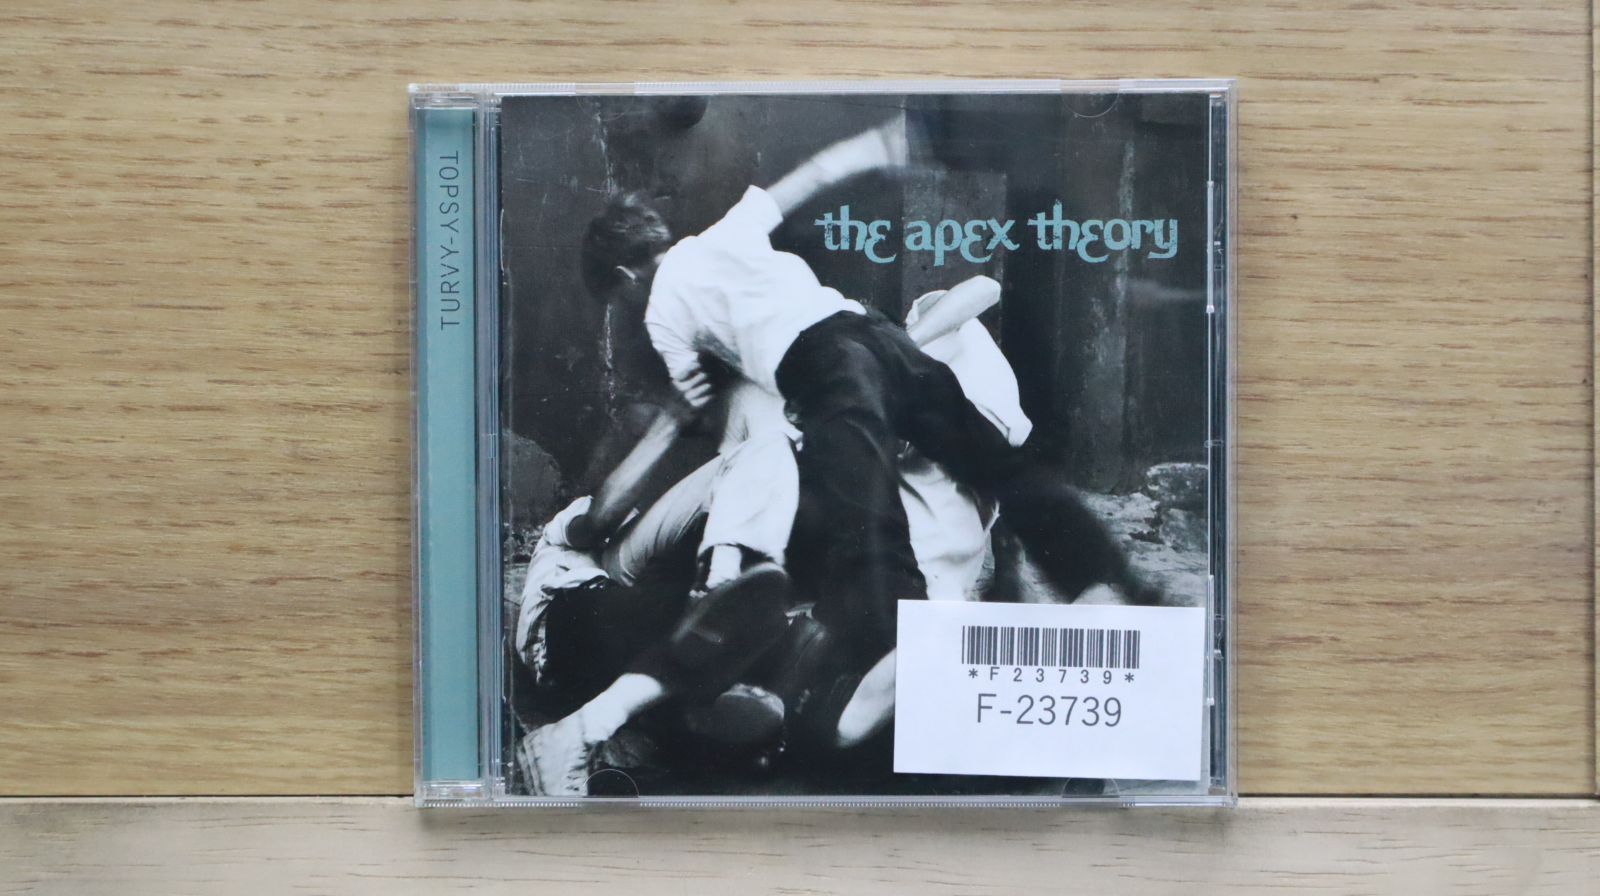 TOPSY-TURVY
the apex theory
*F23739*
F-23739